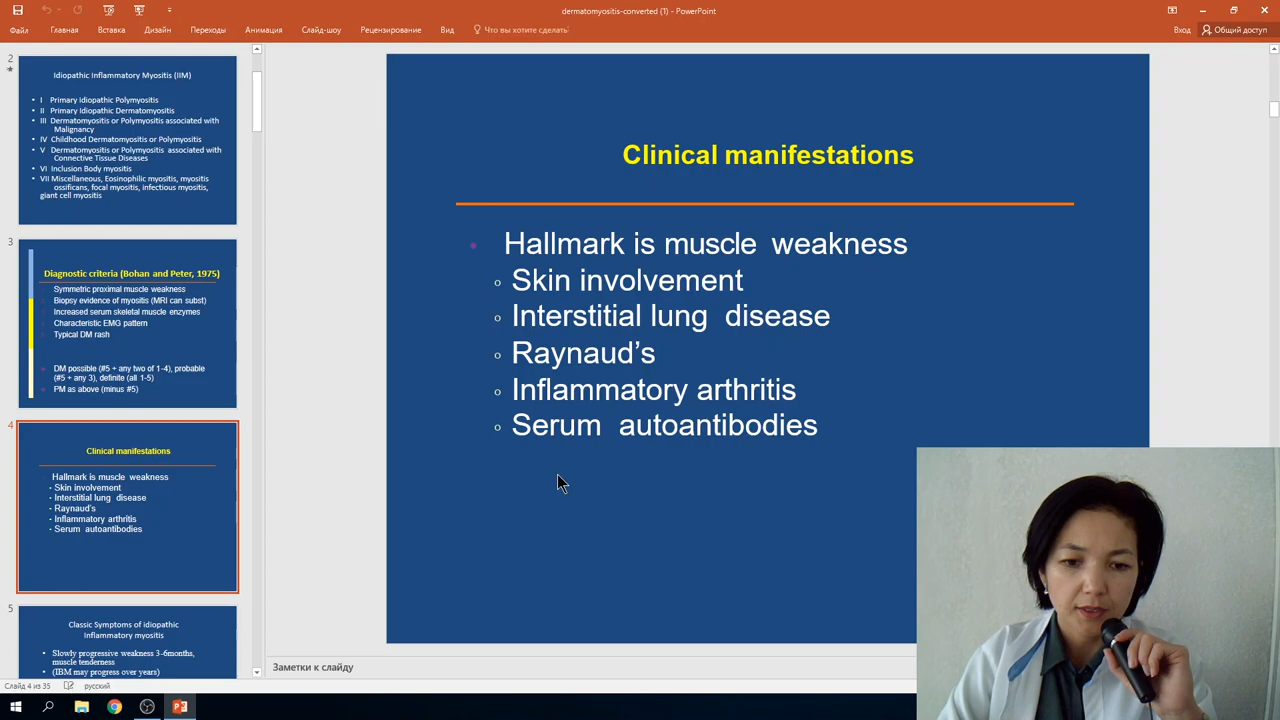 dermatomyositis-converted (1) - PowerPoint
Файл Главная Вставка Дизайн Переходы Анимация Слайд-шоу Рецензирование Вид Что вы хотите сделать? Вход Общий доступ
2
Idiopathic Inflammatory Myositis (IIM)
• I Primary Idiopathic Polymyositis
• II Primary Idiopathic Dermatomyositis
• III Dermatomyositis or Polymyositis associated with
Malignancy
• IV Childhood Dermatomyositis or Polymyositis
• V Dermatomyositis or Polymyositis associated with
Connective Tissue Diseases
• VI Inclusion Body myositis
• VII Miscellaneous, Eosinophilic myositis, myositis
ossificans, focal myositis, infectious myositis,
giant cell myositis
3
Diagnostic criteria (Bohan and Peter, 1975)
Symmetric proximal muscle weakness
Biopsy evidence of myositis (MRI can subst)
Increased serum skeletal muscle enzymes
Characteristic EMG pattern
Typical DM rash
DM possible (#5 + any two of 1-4), probable
(#5 + any 3), definite (all 1-5)
PM as above (minus #5)
4
Clinical manifestations
Hallmark is muscle weakness
- Skin involvement
- Interstitial lung disease
- Raynaud's
- Inflammatory arthritis
- Serum autoantibodies
5
Classic Symptoms of idiopathic
Inflammatory myositis
• Slowly progressive weakness 3-6months,
muscle tenderness
• (IBM may progress over years)
Clinical manifestations
• Hallmark is muscle weakness
o Skin involvement
o Interstitial lung disease
o Raynaud’s
o Inflammatory arthritis
o Serum autoantibodies
Заметки к слайду
Слайд 4 из 35 русский